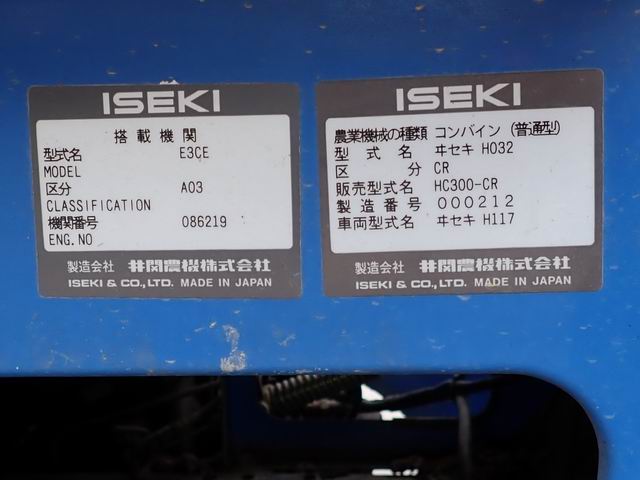 ISEKI
搭載機関
型式名 E3CE
MODEL
区分 A03
CLASSIFICATION
機関番号 086219
ENG.NO
製造会社 井関農機株式会社
ISEKI & CO.,LTD. MADE IN JAPAN
ISEKI
農業機械の種類 コンバイン (普通型)
型式名 ヰセキ H032
区分 CR
販売型式名 HC300-CR
製造番号 000212
車両型式名 ヰセキ H117
製造会社 井関農機株式会社
ISEKI & CO.,LTD. MADE IN JAPAN